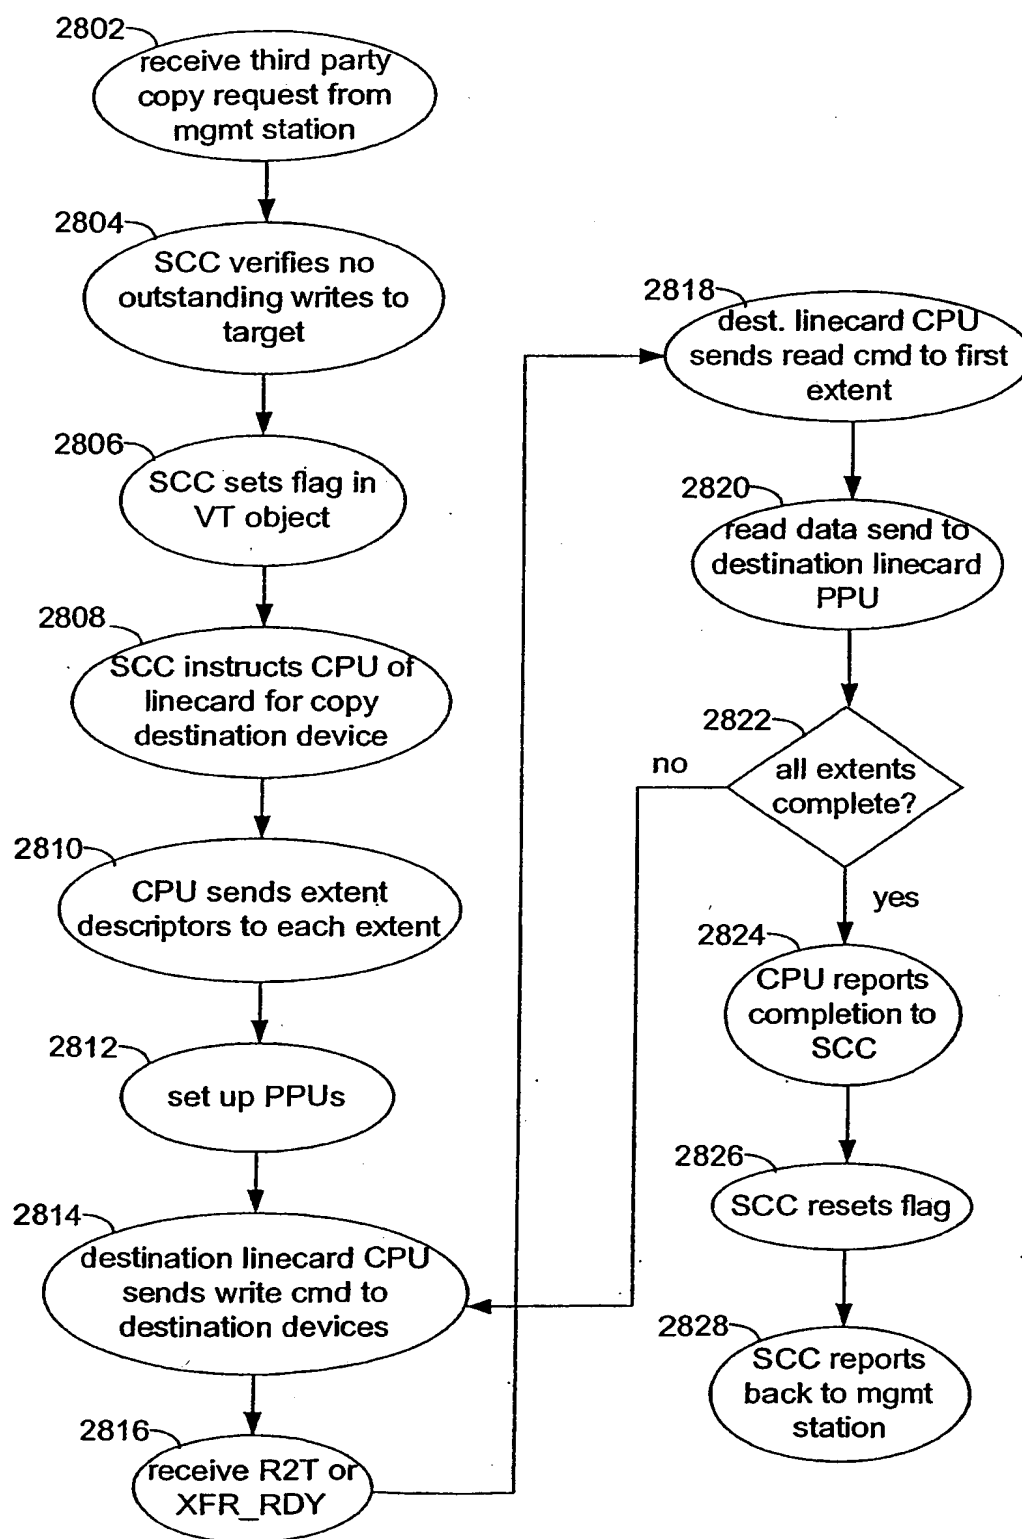 2802
receive third party
copy request from
mgmt station
2804
SCC verifies no
outstanding writes to
target
2806
SCC sets flag in
VT object
2808
SCC instructs CPU of
linecard for copy
destination device
2810
CPU sends extent
descriptors to each extent
2812
set up PPUs
2814
destination linecard CPU
sends write cmd to
destination devices
2816
receive R2T or
XFR_RDY
2818
dest. linecard CPU
sends read cmd to first
extent
2820
read data send to
destination linecard
PPU
2822
all extents
complete?
no
yes
2824
CPU reports
completion to
SCC
2826
SCC resets flag
2828
SCC reports
back to mgmt
station